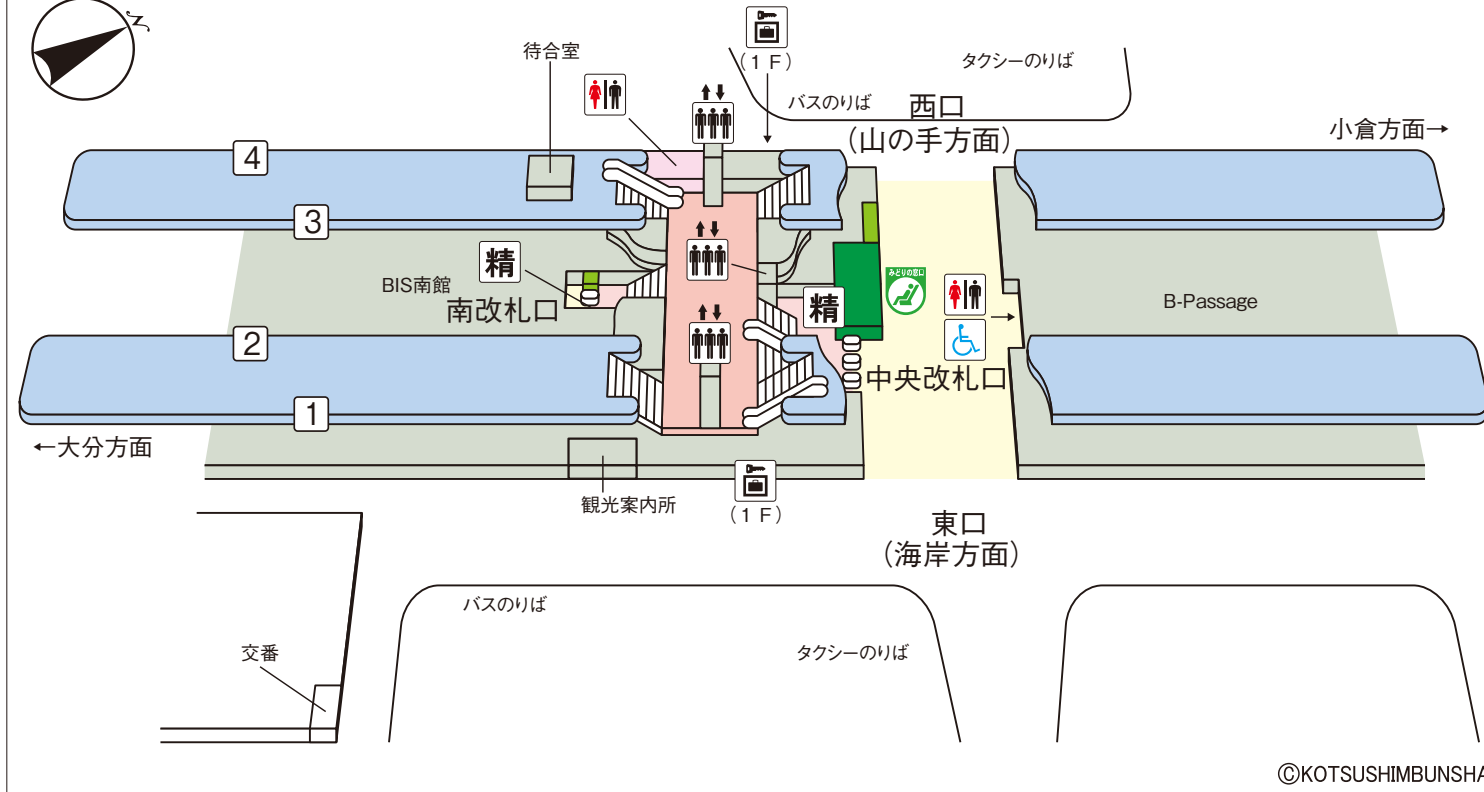 待合室
(1 F)
タクシーのりば
バスのりば
西口
(山の手方面)
小倉方面→
4
3
精
BIS南館
南改札口
みどりの窓口
精
B-Passage
2
中央改札口
1
←大分方面
観光案内所
(1 F)
東口
(海岸方面)
バスのりば
タクシーのりば
交番
©KOTSUSHIMBUNSHA